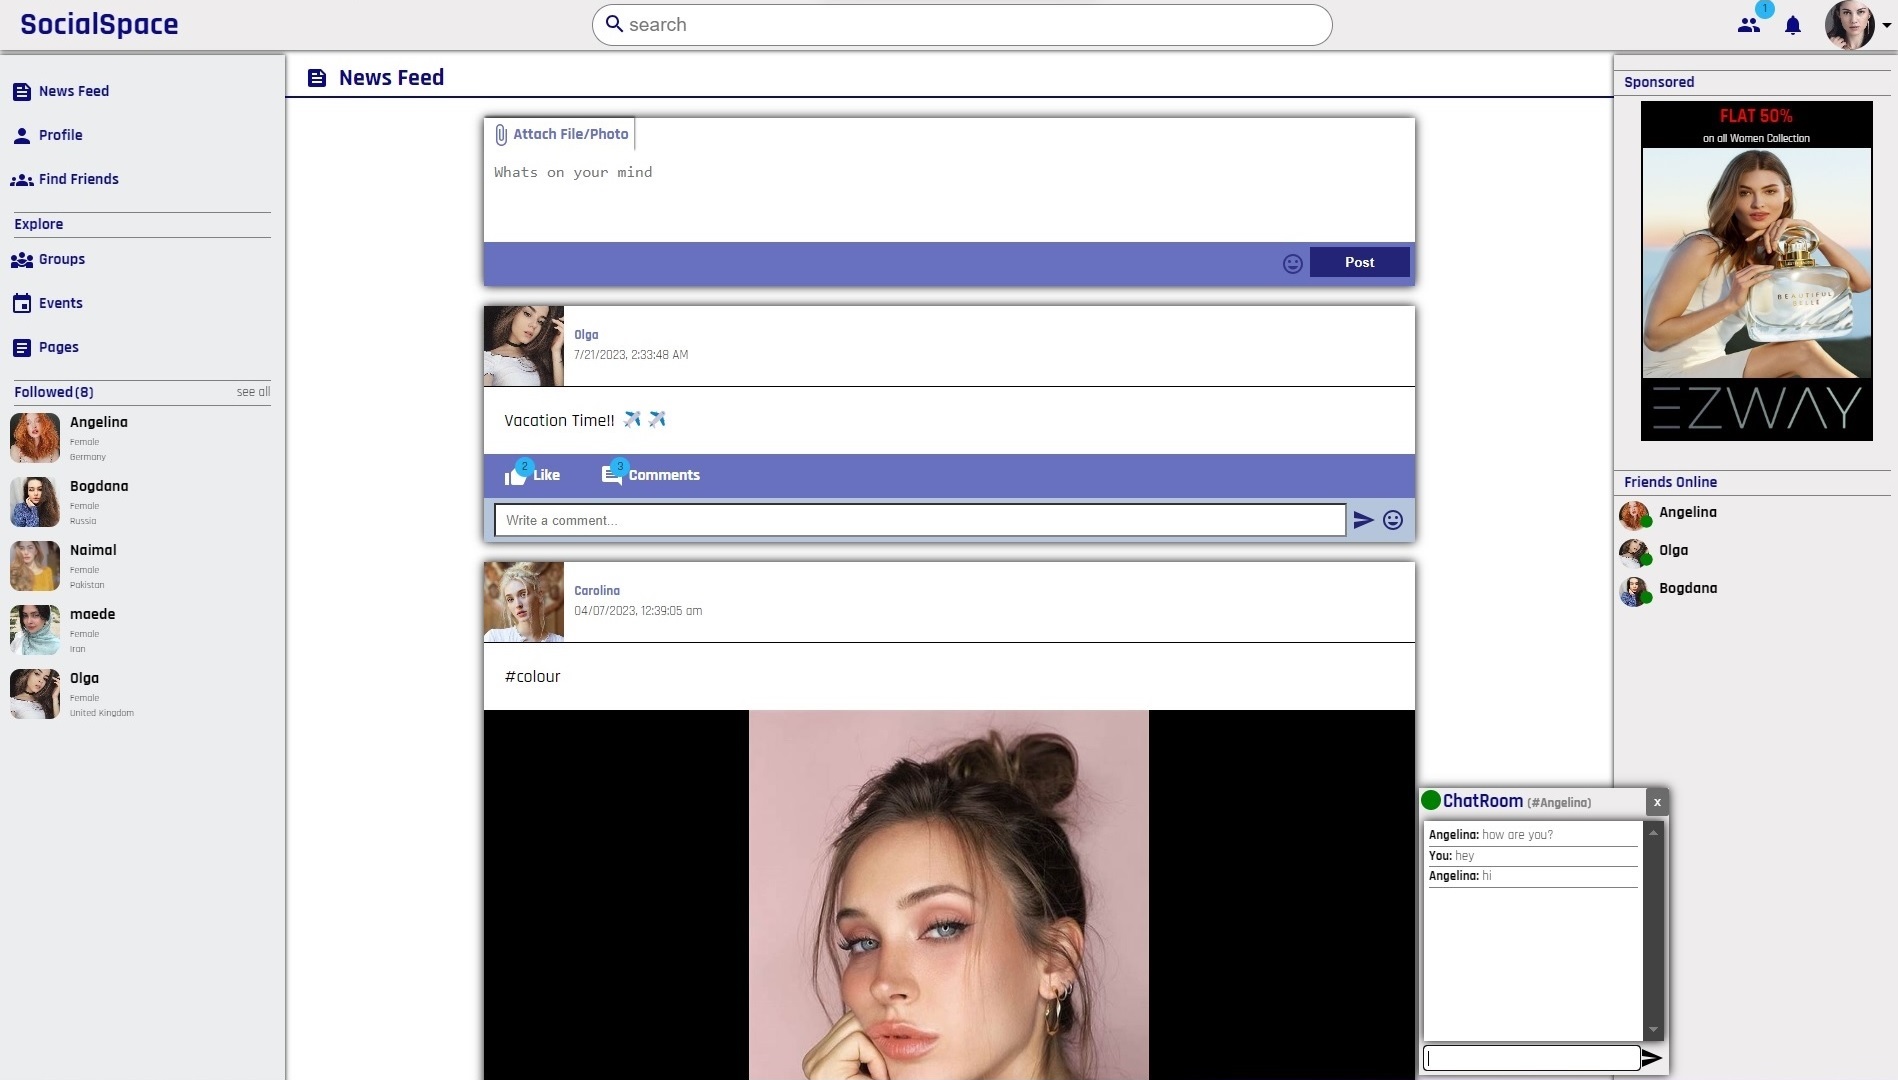 SocialSpace
search
1
News Feed
Profile
Find Friends
Explore
Groups
Events
Pages
Followed(8)
see all
Angelina
Female
Germany
Bogdana
Female
Russia
Naimal
Female
Pakistan
maede
Female
Iran
Olga
Female
United Kingdom
News Feed
Attach File/Photo
Whats on your mind
Post
Olga
7/21/2023, 2:33:48 AM
Vacation Time!! ✈️ ✈️
2
Like
3
Comments
Write a comment...
Carolina
04/07/2023, 12:39:05 am
#colour
Sponsored
FLAT 50%
on all Women Collection
BEAUTIFUL
BELLE
EZWAY
Friends Online
Angelina
Olga
Bogdana
ChatRoom (#Angelina)
x
Angelina: how are you?
You: hey
Angelina: hi